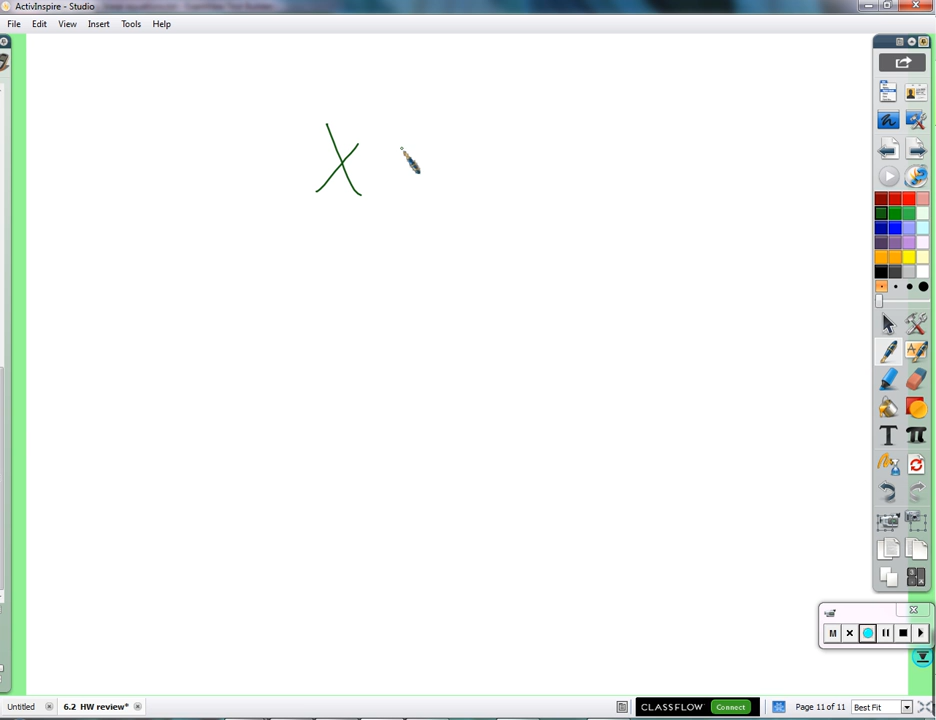 ActivInspire - Studio
File Edit View Insert Tools Help
X
T π
M
Untitled 6.2 HW review* CLASSFLOW Connect Page 11 of 11 Best Fit